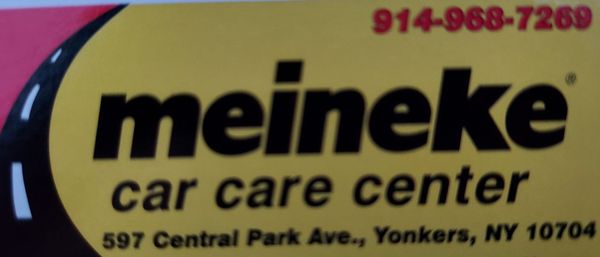 914-968-7269
meineke®
car care center
597 Central Park Ave., Yonkers, NY 10704